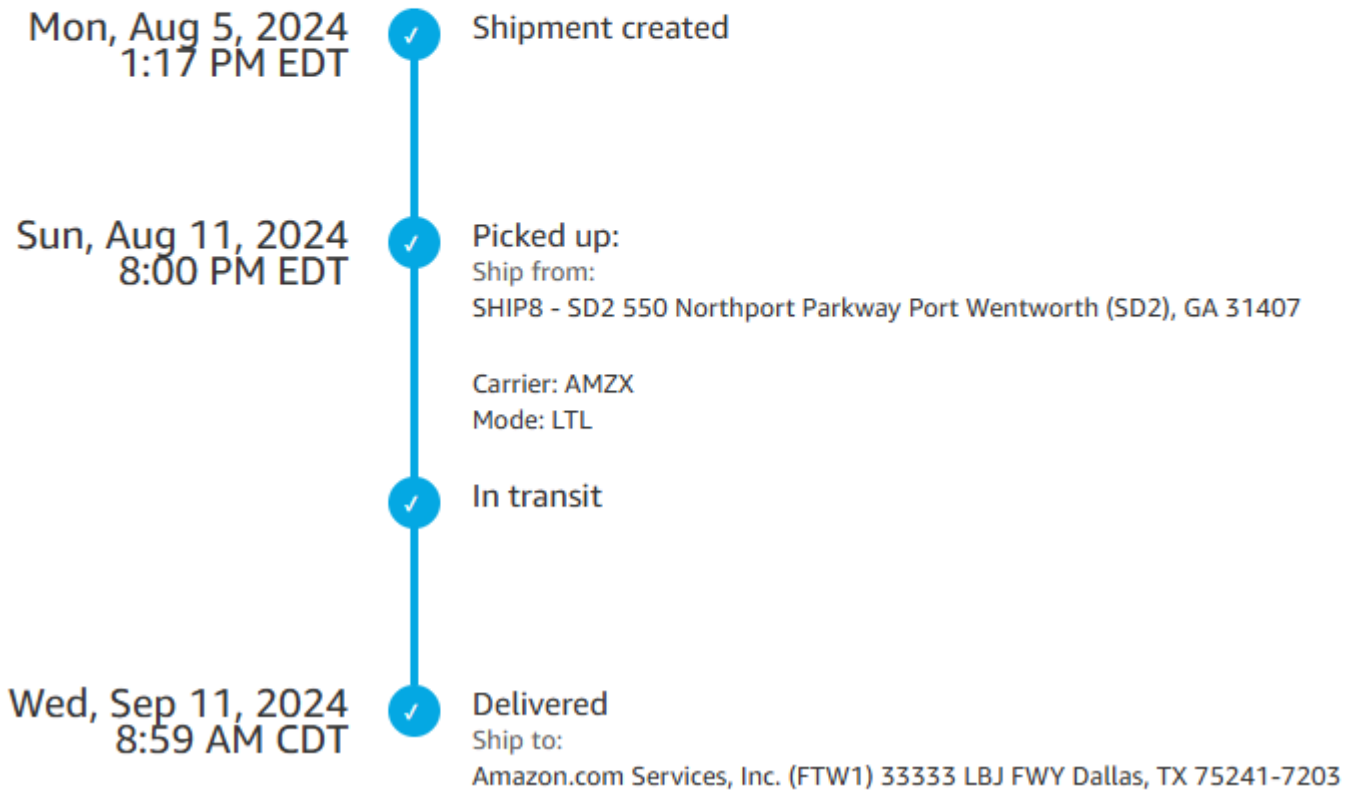 Mon, Aug 5, 2024
1:17 PM EDT
Shipment created
Sun, Aug 11, 2024
8:00 PM EDT
Picked up:
Ship from:
SHIP8 - SD2 550 Northport Parkway Port Wentworth (SD2), GA 31407
Carrier: AMZX
Mode: LTL
In transit
Wed, Sep 11, 2024
8:59 AM CDT
Delivered
Ship to:
Amazon.com Services, Inc. (FTW1) 33333 LBJ FWY Dallas, TX 75241-7203